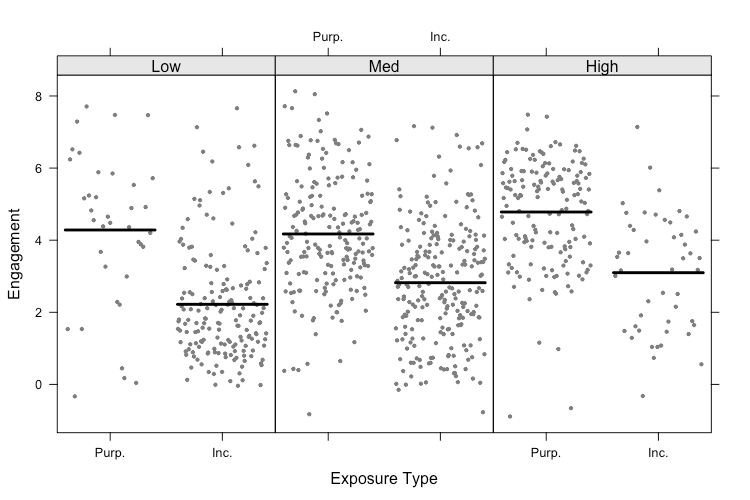 Purp. Inc.
Low Med High
8
6
4
2
0
Engagement
Purp. Inc. Purp. Inc.
Exposure Type